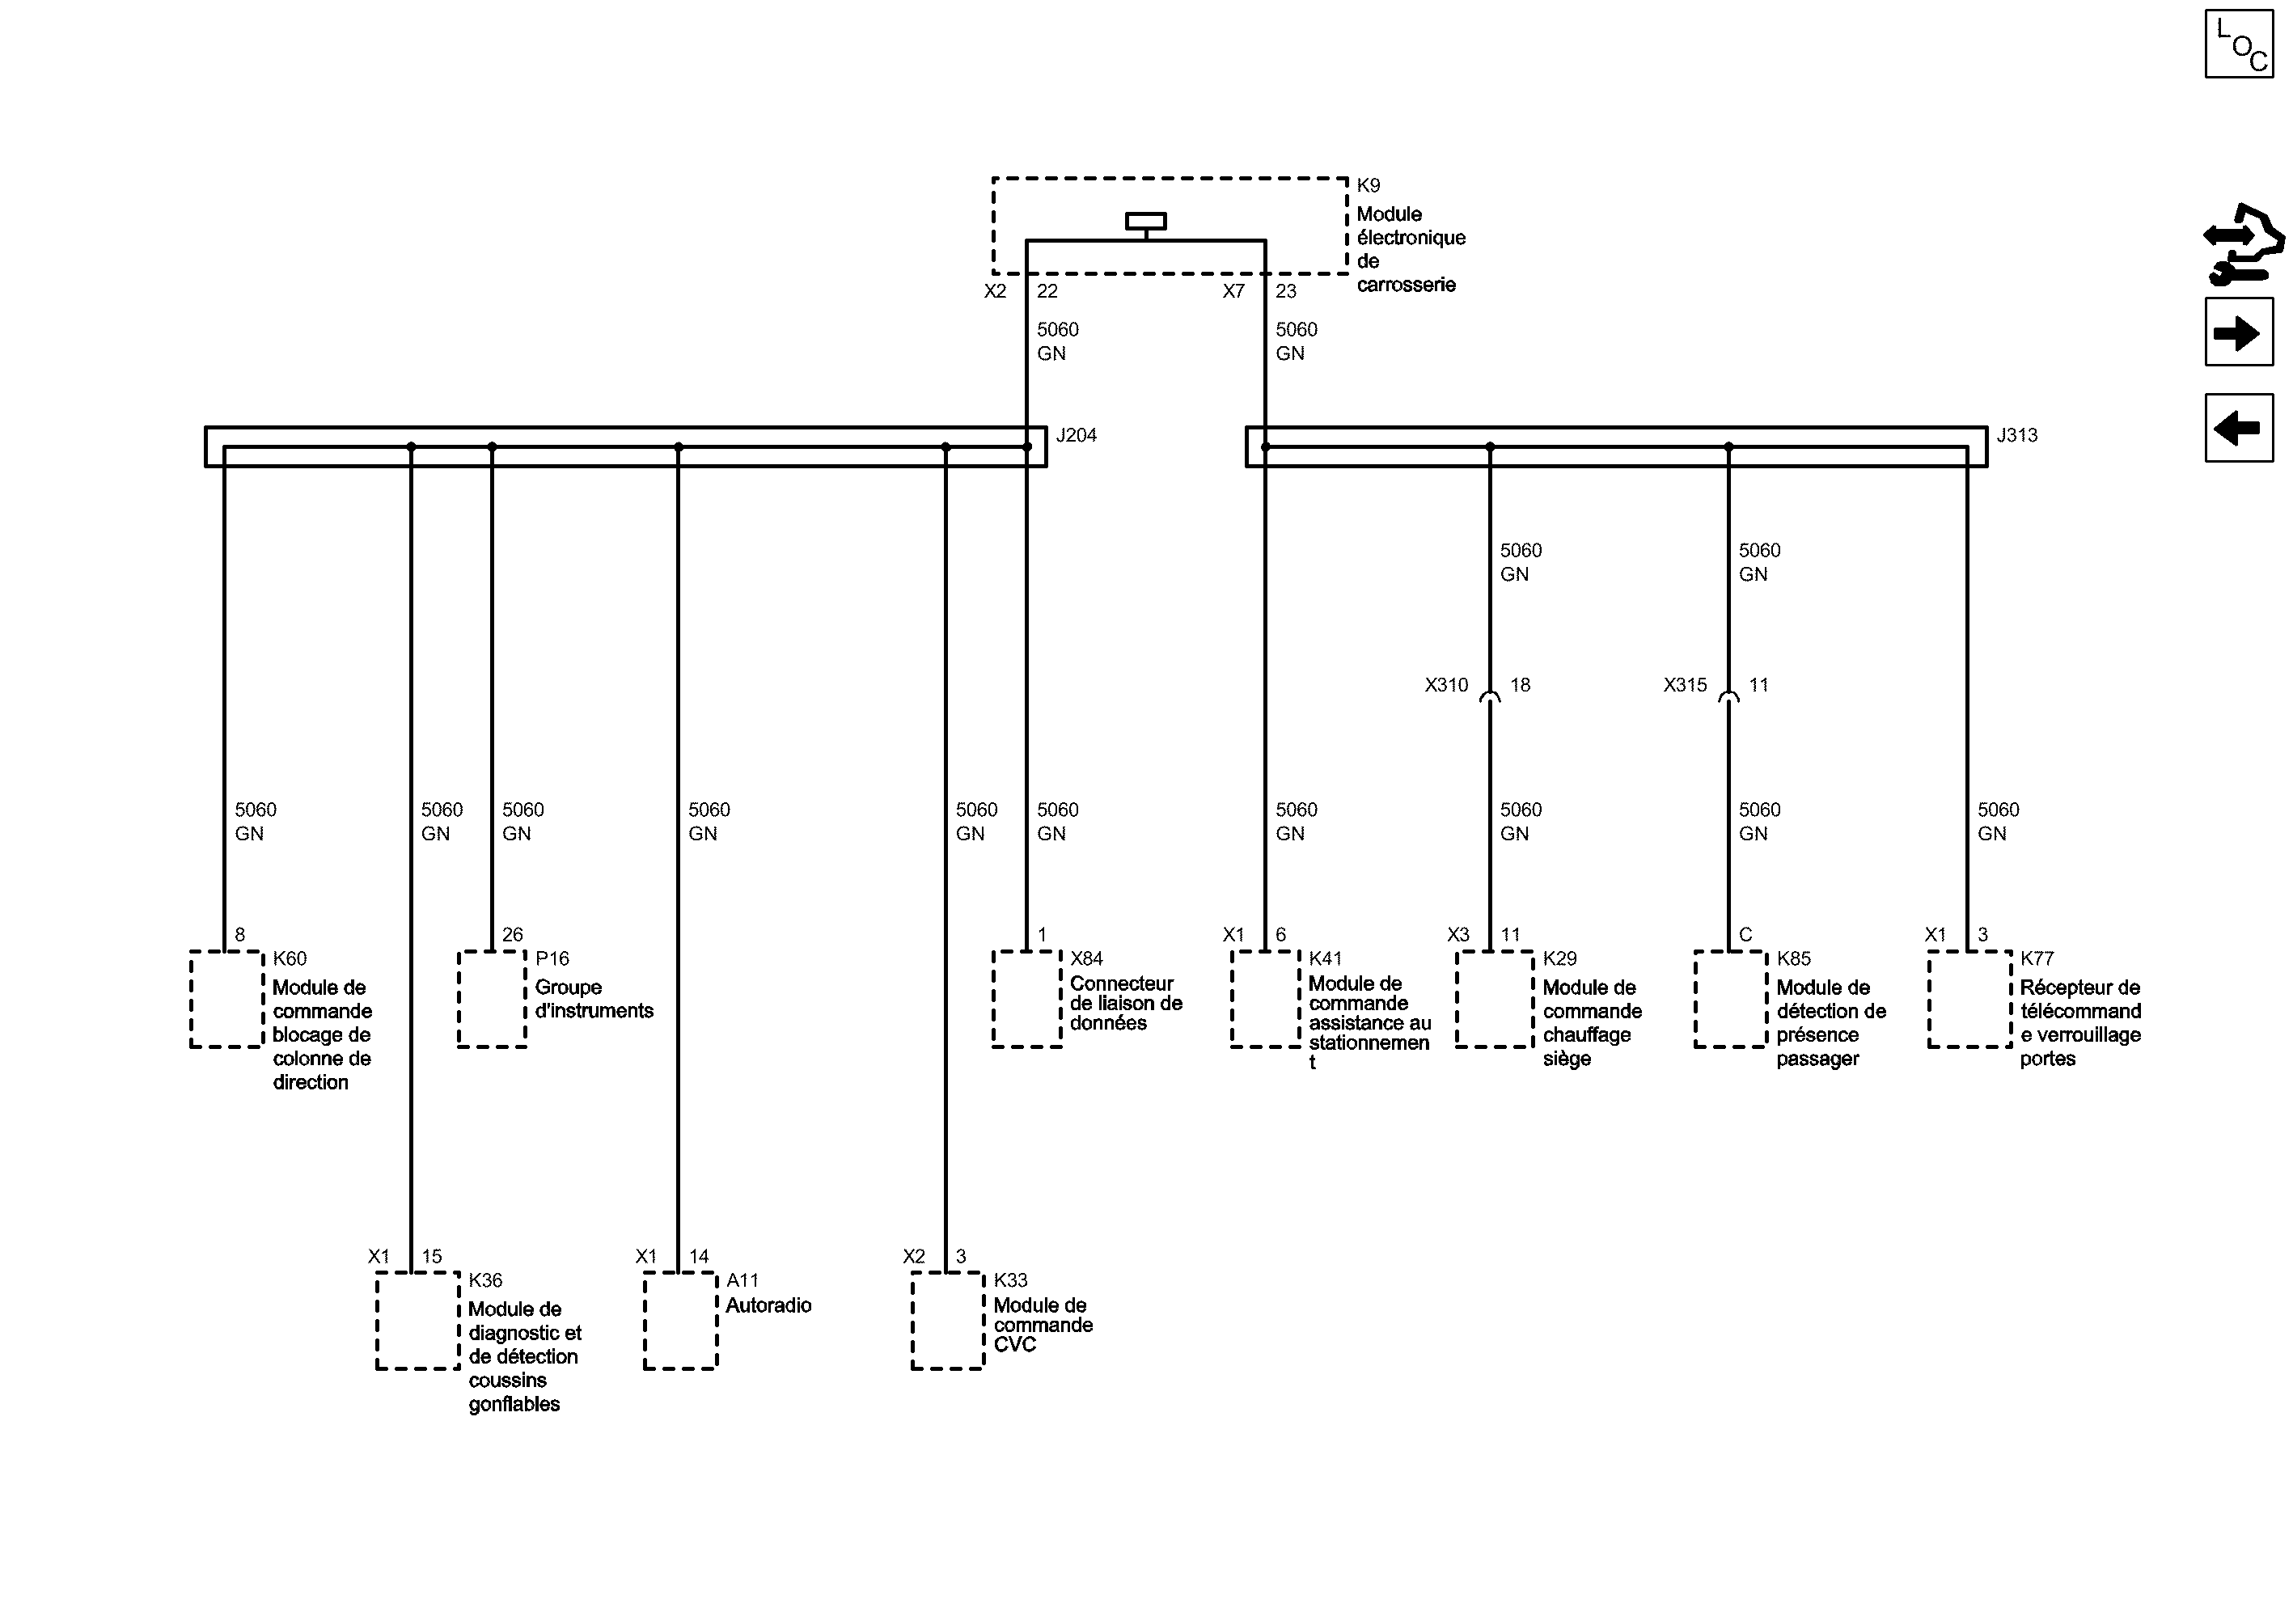 L
O
C
K9
Module
électronique
de
carrosserie
X2 22
X7 23
5060
GN
5060
GN
J204
J313
5060
GN
5060
GN
X310 18
X315 11
5060
GN
5060
GN
5060
GN
5060
GN
5060
GN
5060
GN
5060
GN
5060
GN
5060
GN
5060
GN
8
K60
Module de
commande
blocage de
colonne de
direction
26
P16
Groupe
d'instruments
1
X84
Connecteur
de liaison de
données
X1 6
K41
Module de
commande
assistance au
stationnemen
t
X3 11
K29
Module de
commande
chauffage
siège
C
K85
Module de
détection de
présence
passager
X1 3
K77
Récepteur de
télécommand
e verrouillage
portes
X1 15
K36
Module de
diagnostic et
de détection
coussins
gonflables
X1 14
A11
Autoradio
X2 3
K33
Module de
commande
CVC